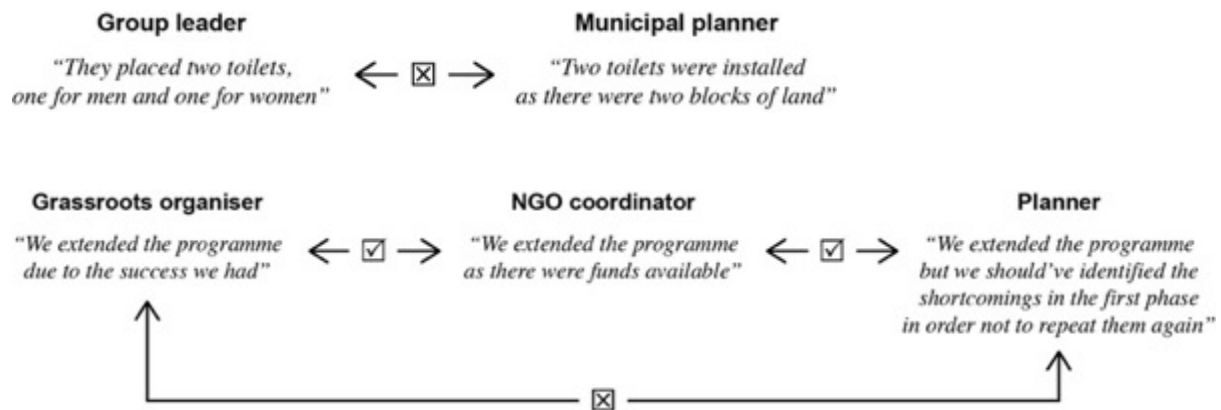 Group leader
Municipal planner
“They placed two toilets,
one for men and one for women”
“Two toilets were installed
as there were two blocks of land”
Grassroots organiser
NGO coordinator
Planner
“We extended the programme
due to the success we had”
“We extended the programme
as there were funds available”
“We extended the programme
but we should’ve identified the
shortcomings in the first phase
in order not to repeat them again”